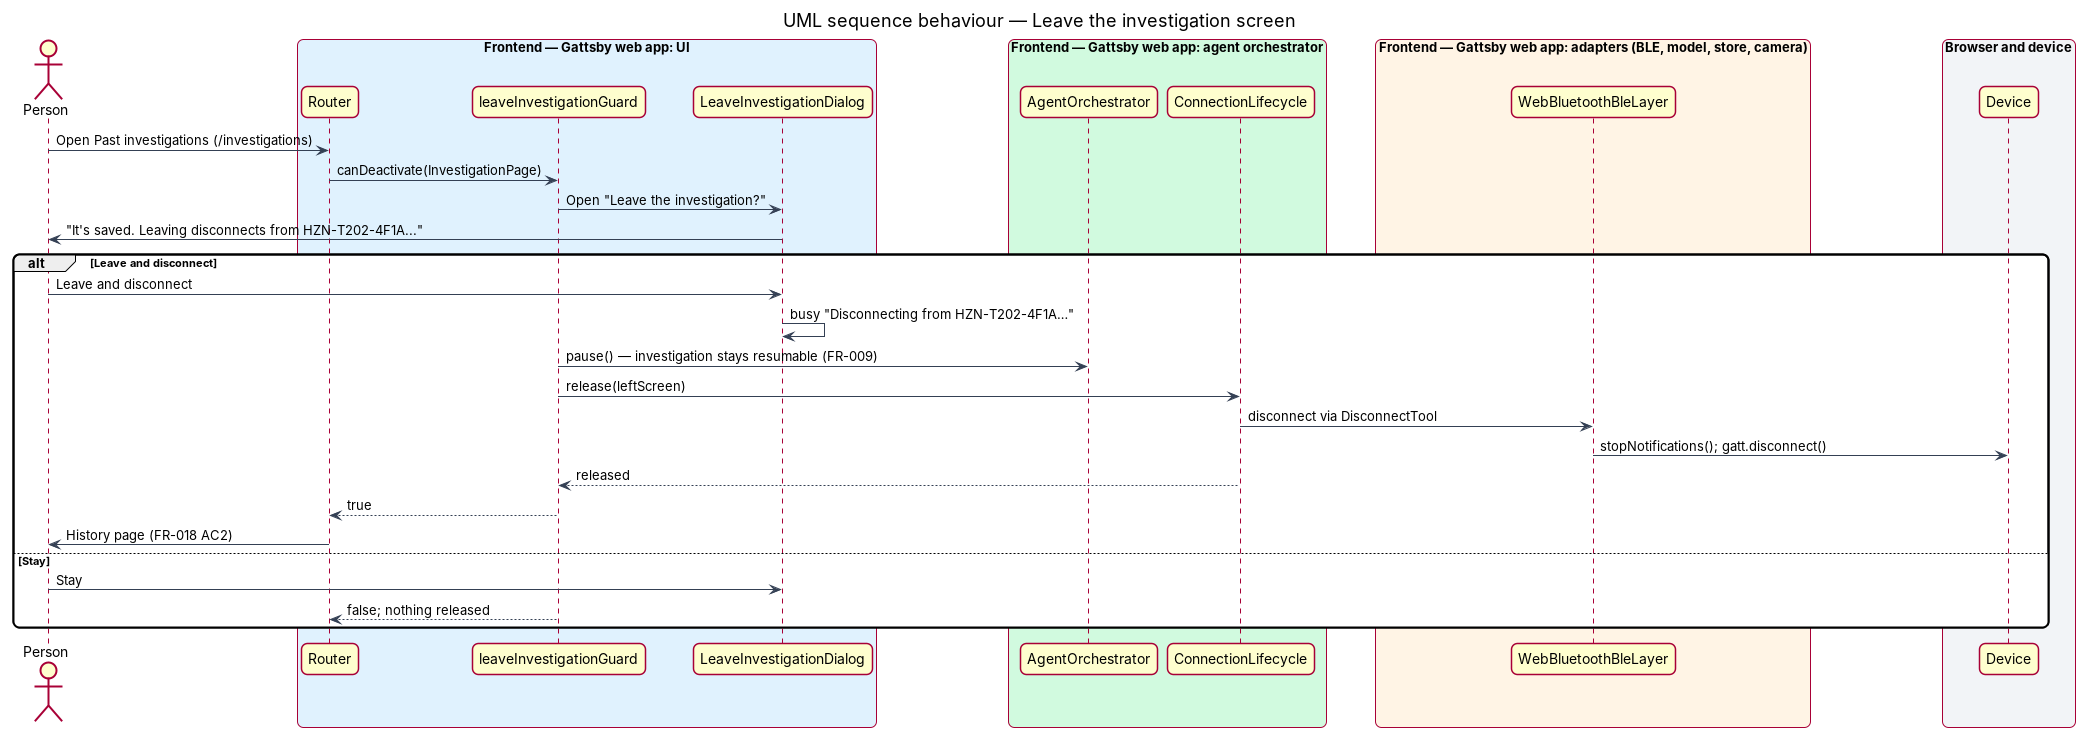 UML sequence behaviour — Leave the investigation screen
Frontend — Gattsby web app: UI
Frontend — Gattsby web app: agent orchestrator
Frontend — Gattsby web app: adapters (BLE, model, store, camera)
Browser and device
Person
Router
leaveInvestigationGuard
LeaveInvestigationDialog
AgentOrchestrator
ConnectionLifecycle
WebBluetoothBleLayer
Device
Open Past investigations (/investigations)
canDeactivate(InvestigationPage)
Open "Leave the investigation?"
"It's saved. Leaving disconnects from HZN-T202-4F1A..."
alt
[Leave and disconnect]
Leave and disconnect
busy "Disconnecting from HZN-T202-4F1A..."
pause() — investigation stays resumable (FR-009)
release(leftScreen)
disconnect via DisconnectTool
stopNotifications(); gatt.disconnect()
released
true
History page (FR-018 AC2)
[Stay]
Stay
false; nothing released
Person
Router
leaveInvestigationGuard
LeaveInvestigationDialog
AgentOrchestrator
ConnectionLifecycle
WebBluetoothBleLayer
Device